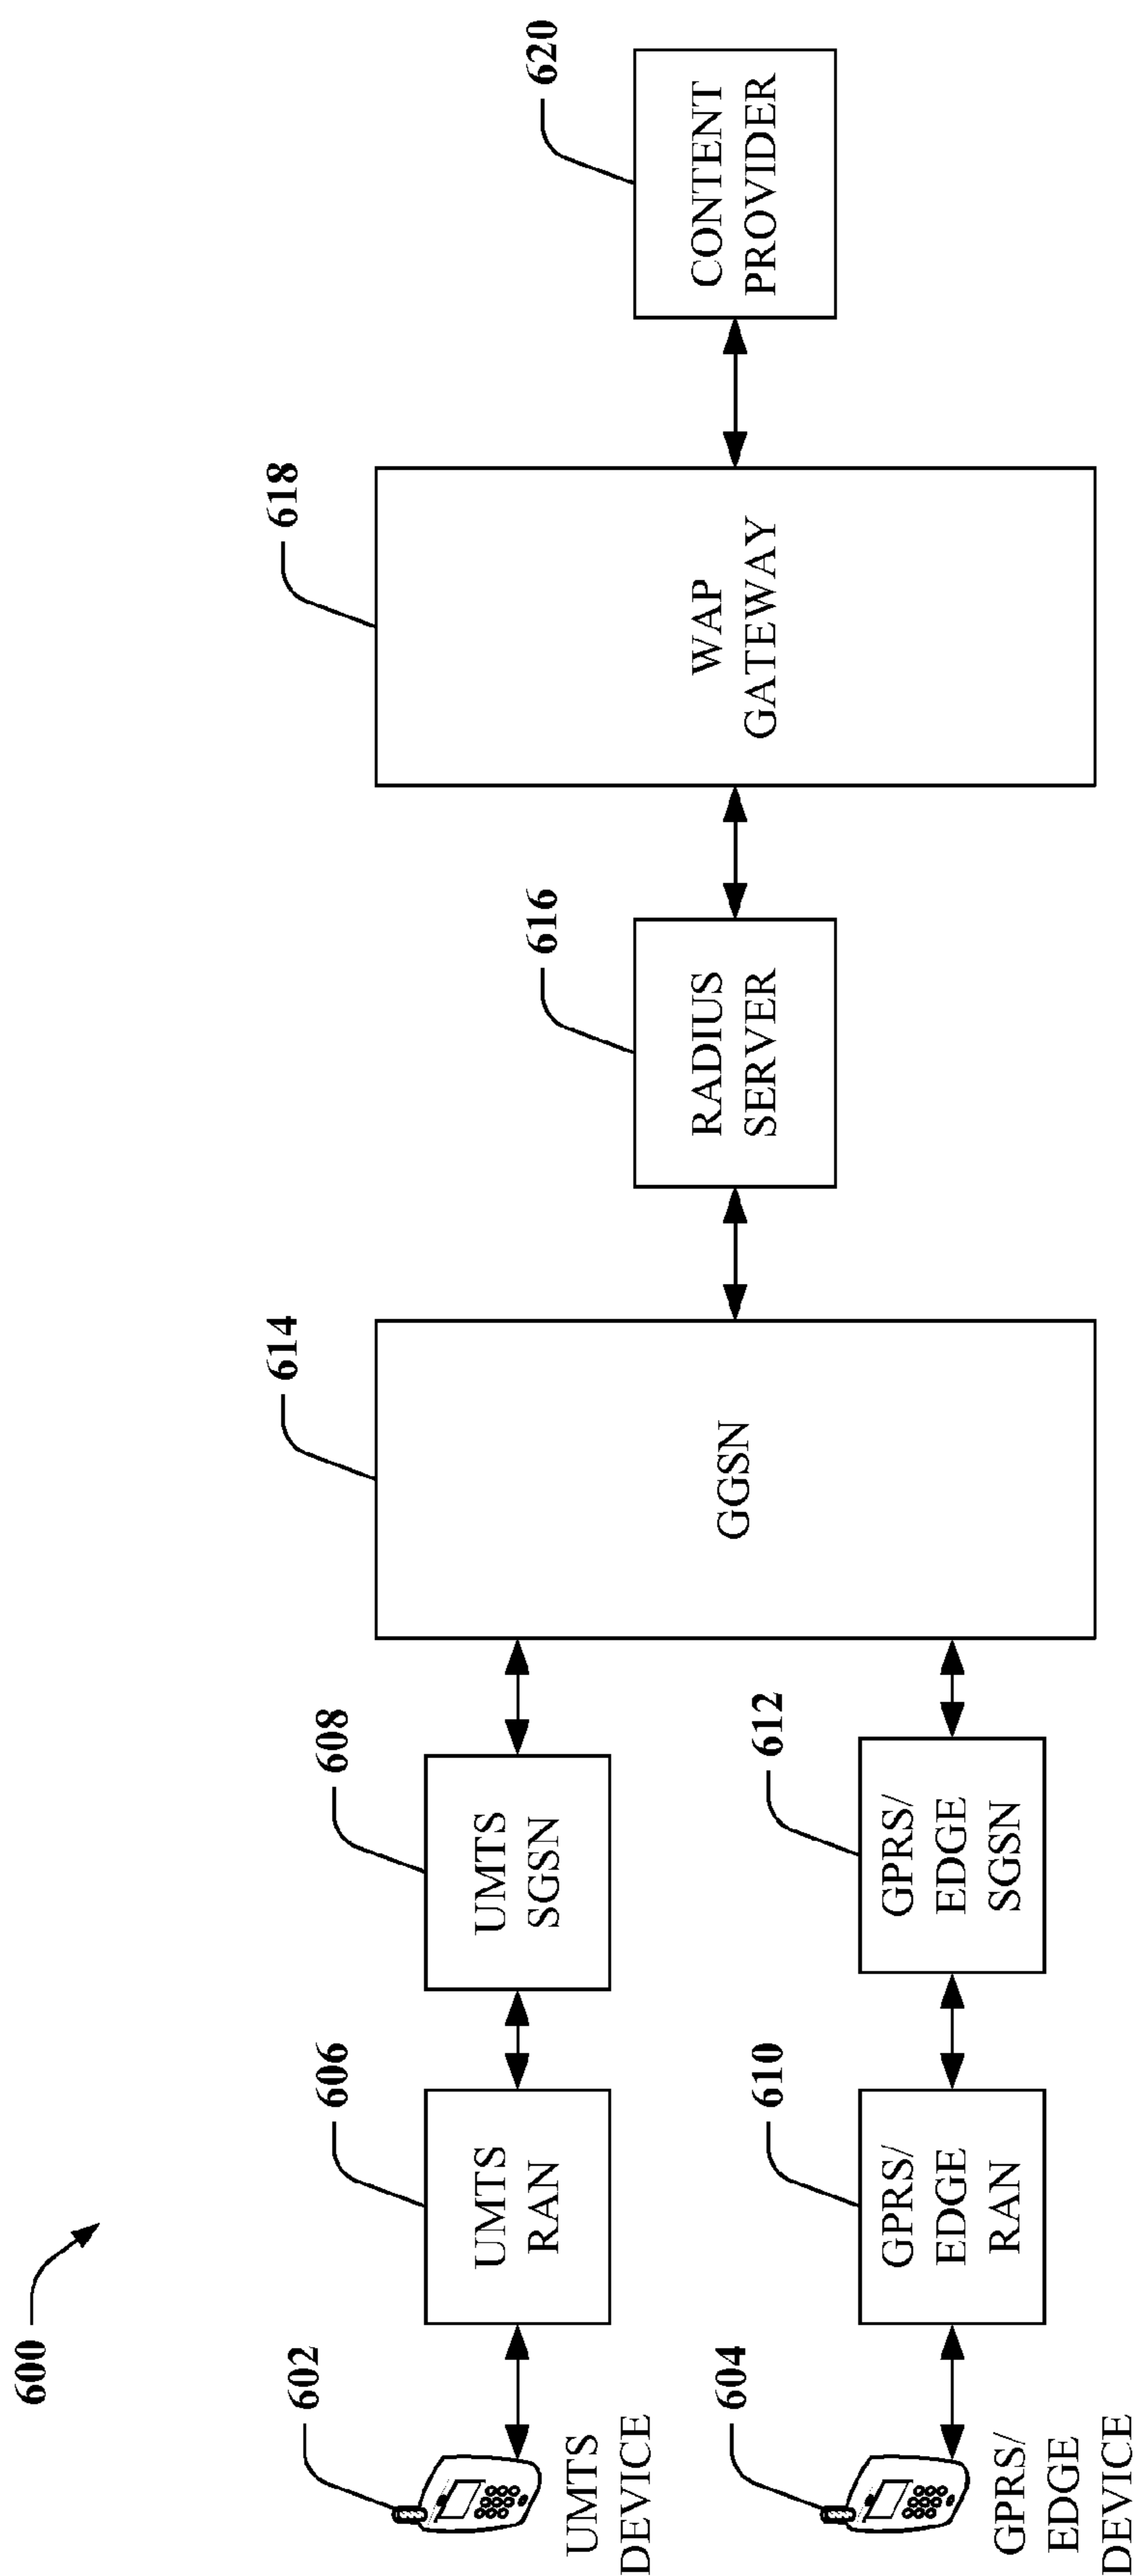 600
602
UMTS
DEVICE
606
UMTS
RAN
608
UMTS
SGSN
604
GPRS/
EDGE
DEVICE
610
GPRS/
EDGE
RAN
612
GPRS/
EDGE
SGSN
614
GGSN
616
RADIUS
SERVER
618
WAP
GATEWAY
620
CONTENT
PROVIDER